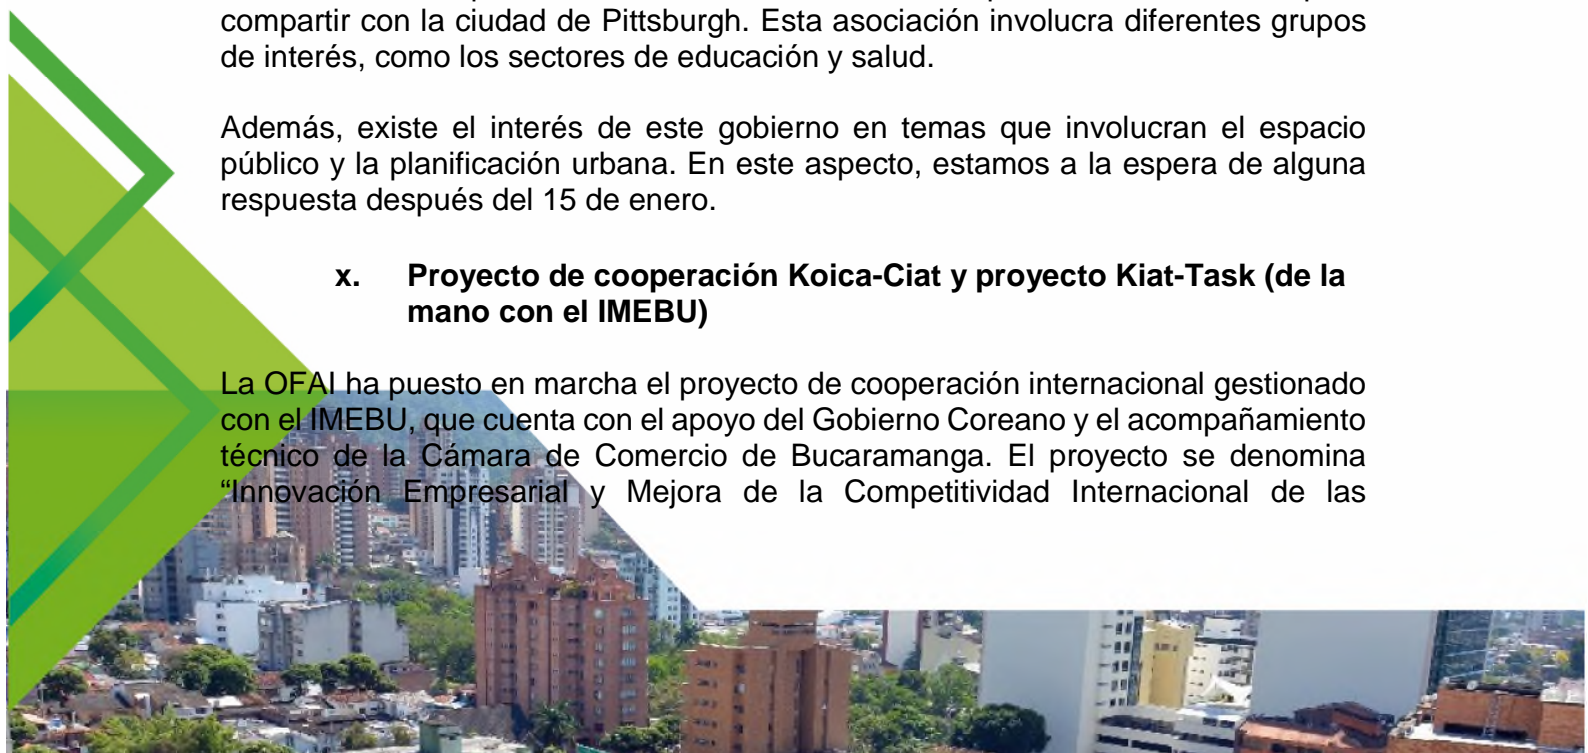 compartir con la ciudad de Pittsburgh. Esta asociación involucra diferentes grupos
de interés, como los sectores de educación y salud.
Además, existe el interés de este gobierno en temas que involucran el espacio
público y la planificación urbana. En este aspecto, estamos a la espera de alguna
respuesta después del 15 de enero.
x. Proyecto de cooperación Koica-Ciat y proyecto Kiat-Task (de la
mano con el IMEBU)
La OFAI ha puesto en marcha el proyecto de cooperación internacional gestionado
con el IMEBU, que cuenta con el apoyo del Gobierno Coreano y el acompañamiento
técnico de la Cámara de Comercio de Bucaramanga. El proyecto se denomina
“Innovación Empresarial y Mejora de la Competitividad Internacional de las